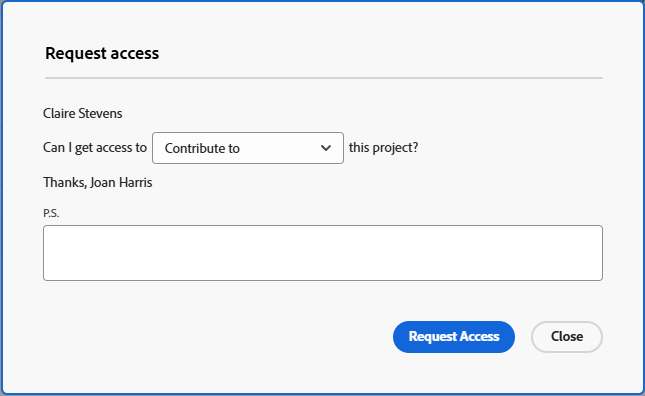 Request access
Claire Stevens
Can I get access to Contribute to this project?
Thanks, Joan Harris
P.S.
Request Access Close